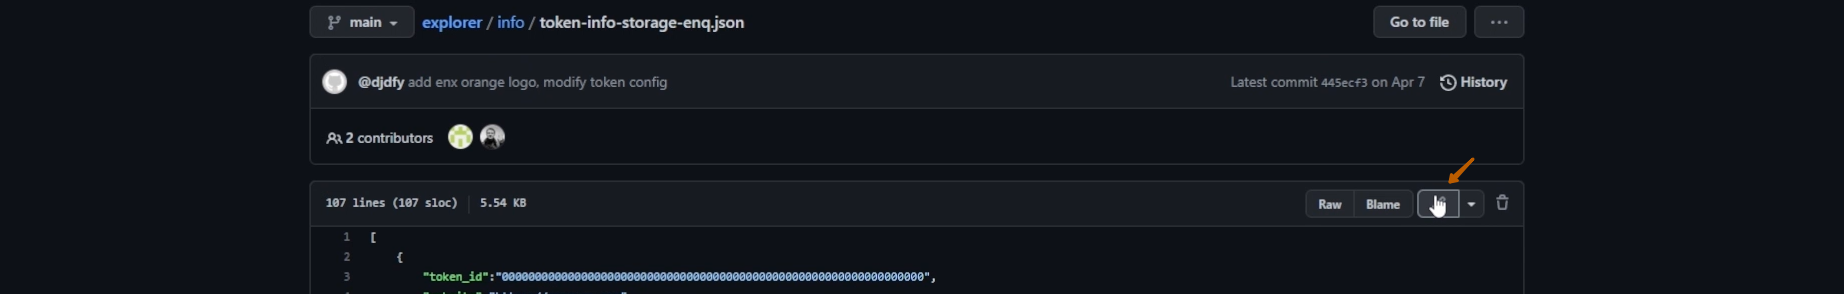 main explorer / info / token-info-storage-enq.json Go to file ...
@djdfy add enx orange logo, modify token config Latest commit 445ecf3 on Apr 7 History
2 contributors
107 lines (107 sloc) 5.54 KB Raw Blame
1 [
2 {
3 "token_id":"0000000000000000000000000000000000000000000000000000000000000000",